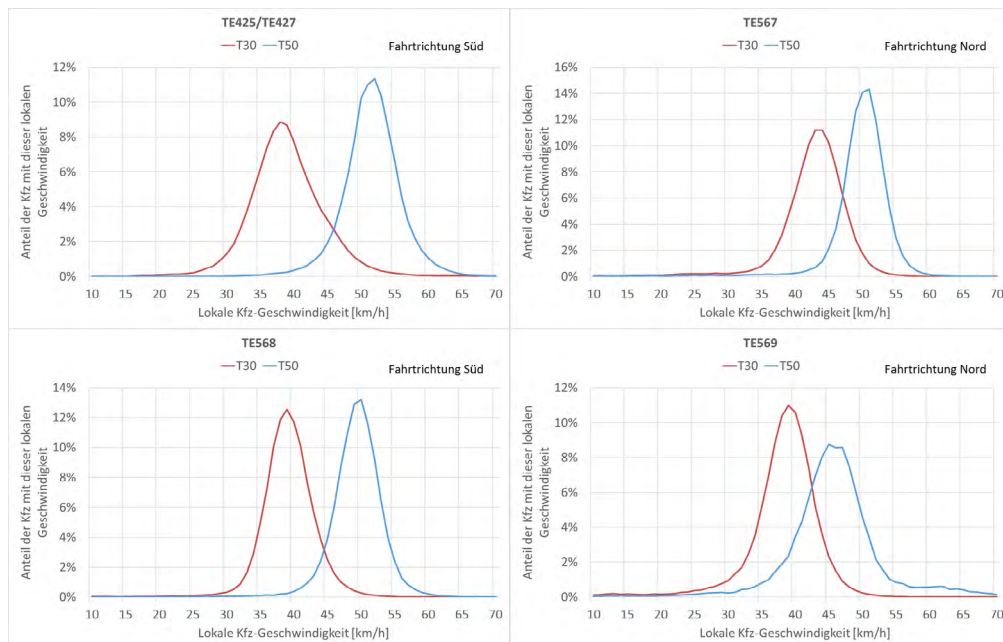 TE425/TE427
T30 T50 Fahrtrichtung Süd
Anteil der Kfz mit dieser lokalen
Geschwindigkeit
12%
10%
8%
6%
4%
2%
0%
10 15 20 25 30 35 40 45 50 55 60 65 70
Lokale Kfz-Geschwindigkeit [km/h]
TE567
T30 T50 Fahrtrichtung Nord
Anteil der Kfz mit dieser lokalen
Geschwindigkeit
16%
14%
12%
10%
8%
6%
4%
2%
0%
10 15 20 25 30 35 40 45 50 55 60 65 70
Lokale Kfz-Geschwindigkeit [km/h]
TE568
T30 T50 Fahrtrichtung Süd
Anteil der Kfz mit dieser lokalen
Geschwindigkeit
14%
12%
10%
8%
6%
4%
2%
0%
10 15 20 25 30 35 40 45 50 55 60 65 70
Lokale Kfz-Geschwindigkeit [km/h]
TE569
T30 T50 Fahrtrichtung Nord
Anteil der Kfz mit dieser lokalen
Geschwindigkeit
12%
10%
8%
6%
4%
2%
0%
10 15 20 25 30 35 40 45 50 55 60 65 70
Lokale Kfz-Geschwindigkeit [km/h]